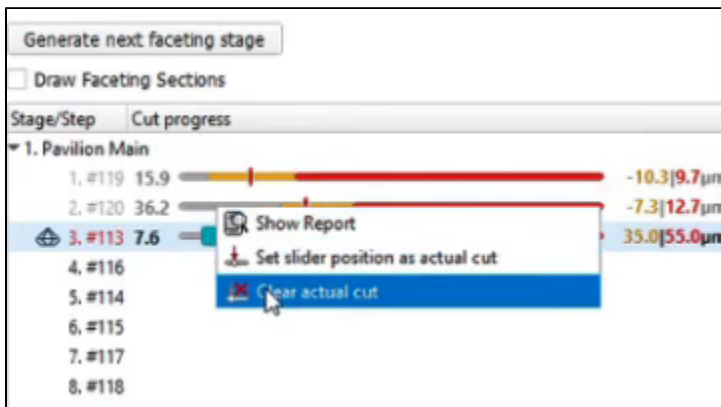 Generate next faceting stage
Draw Faceting Sections
Stage/Step Cut progress
1. Pavilion Main
1. #119 15.9 -10.3|9.7µm
2. #120 36.2 -7.3|12.7µm
Show Report
3. #113 7.6 35.0|55.0µm
Set slider position as actual cut
4. #116
Clear actual cut
5. #114
6. #115
7. #117
8. #118